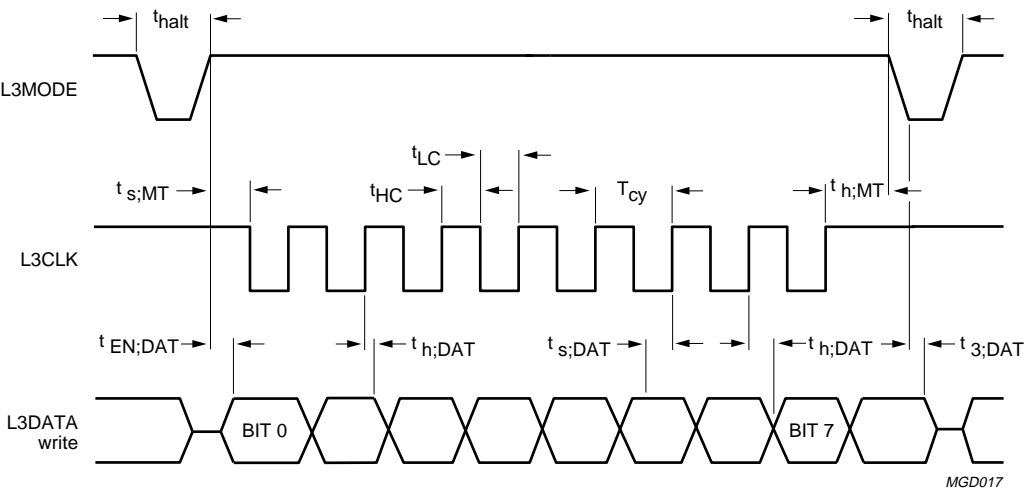 thalt thalt
L3MODE
tLC
ts;MT tHC Tcy th;MT
L3CLK
tEN;DAT th;DAT ts;DAT th;DAT t3;DAT
L3DATA
write
BIT 0 BIT 7
MGD017